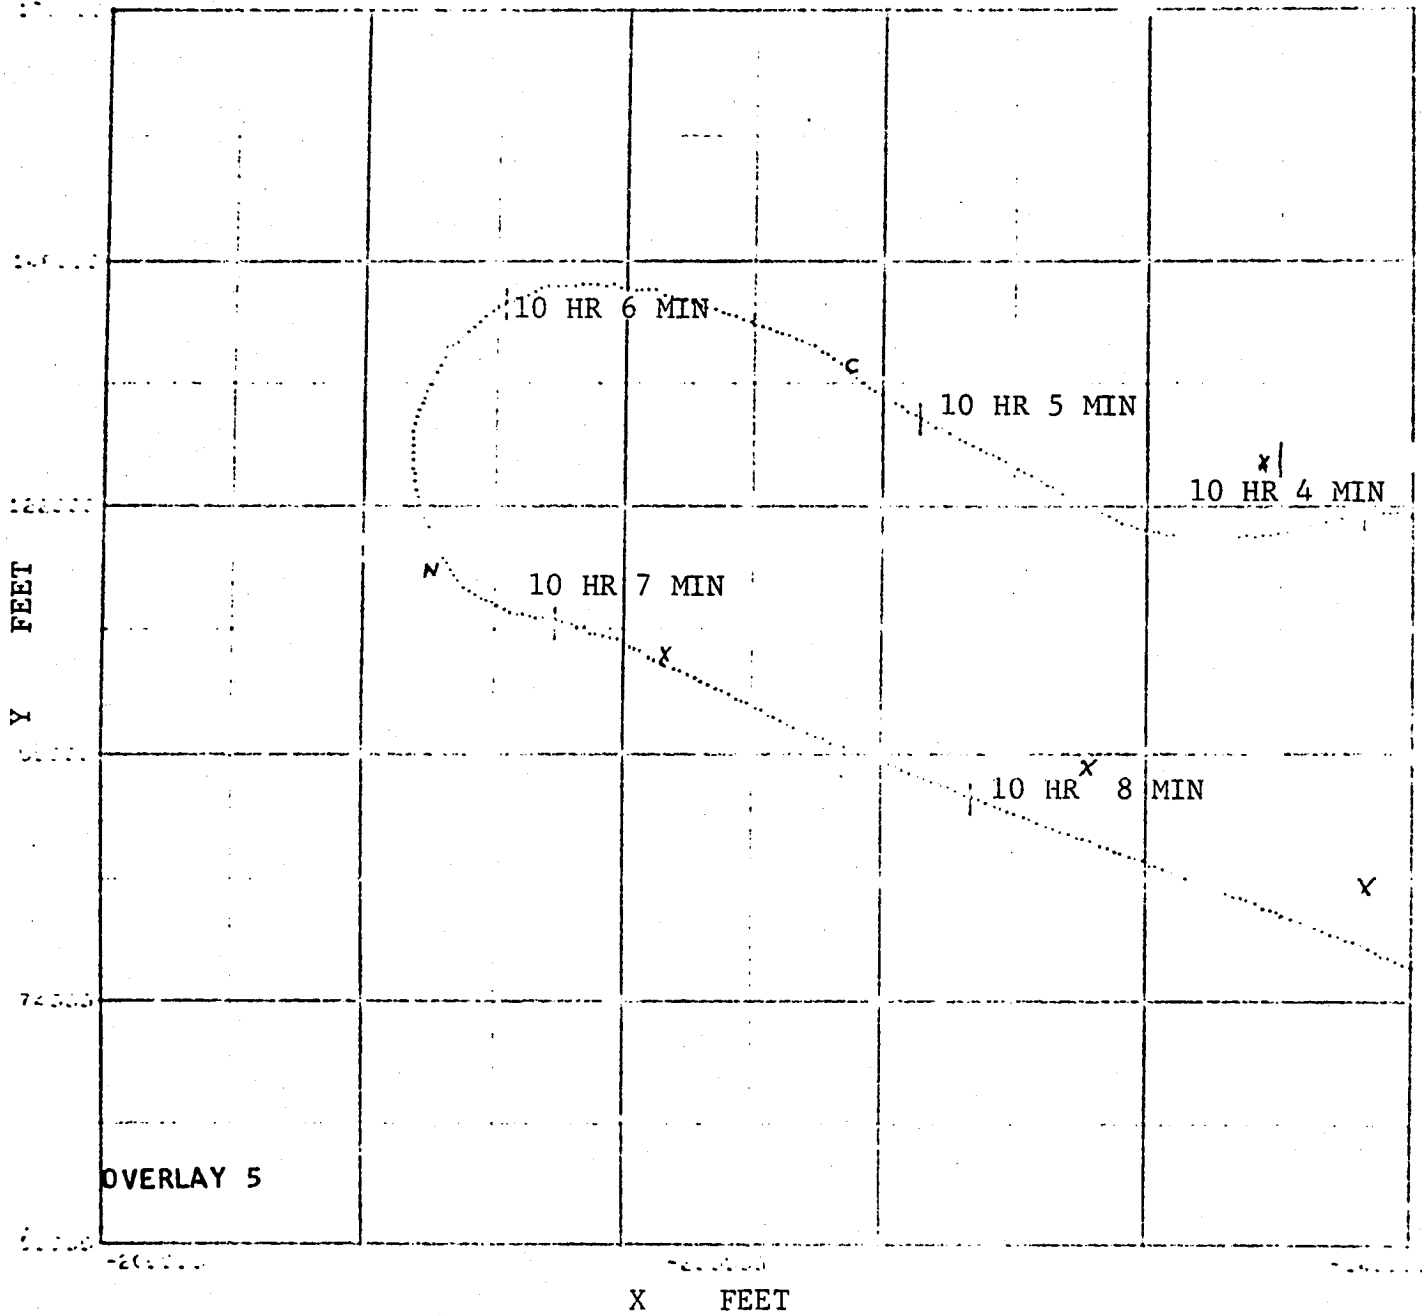 10 HR 6 MIN
C
10 HR 5 MIN
X
10 HR 4 MIN
N
10 HR 7 MIN
X
X
10 HR 8 MIN
X
Y FEET
OVERLAY 5
X FEET